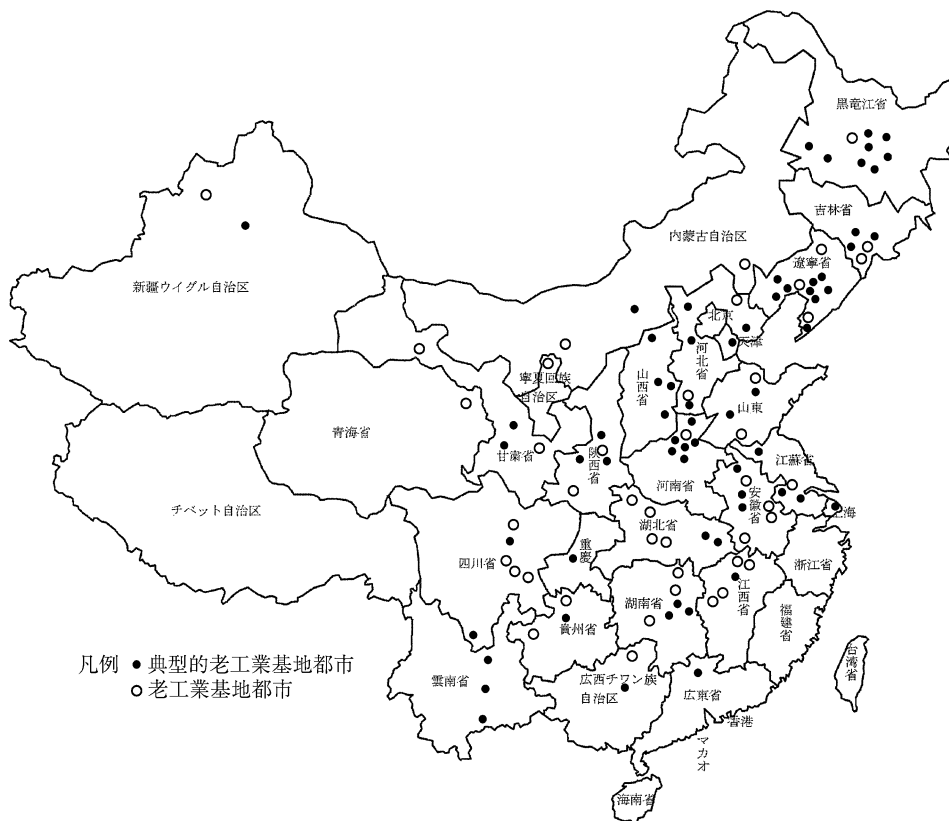 黒竜江省
吉林省
内蒙古自治区
遼寧省
新疆ウイグル自治区
北京
天津
河北省
寧夏回族
自治区
山西省
山東
青海省
甘粛省
陝西省
江蘇省
河南省
安徽省
チベット自治区
上海
湖北省
重慶
四川省
浙江省
江西省
湖南省
貴州省
福建省
台湾省
凡例 ● 典型的老工業基地都市
○ 老工業基地都市
雲南省
広西チワン族
自治区
広東省
香港
マカオ
海南省